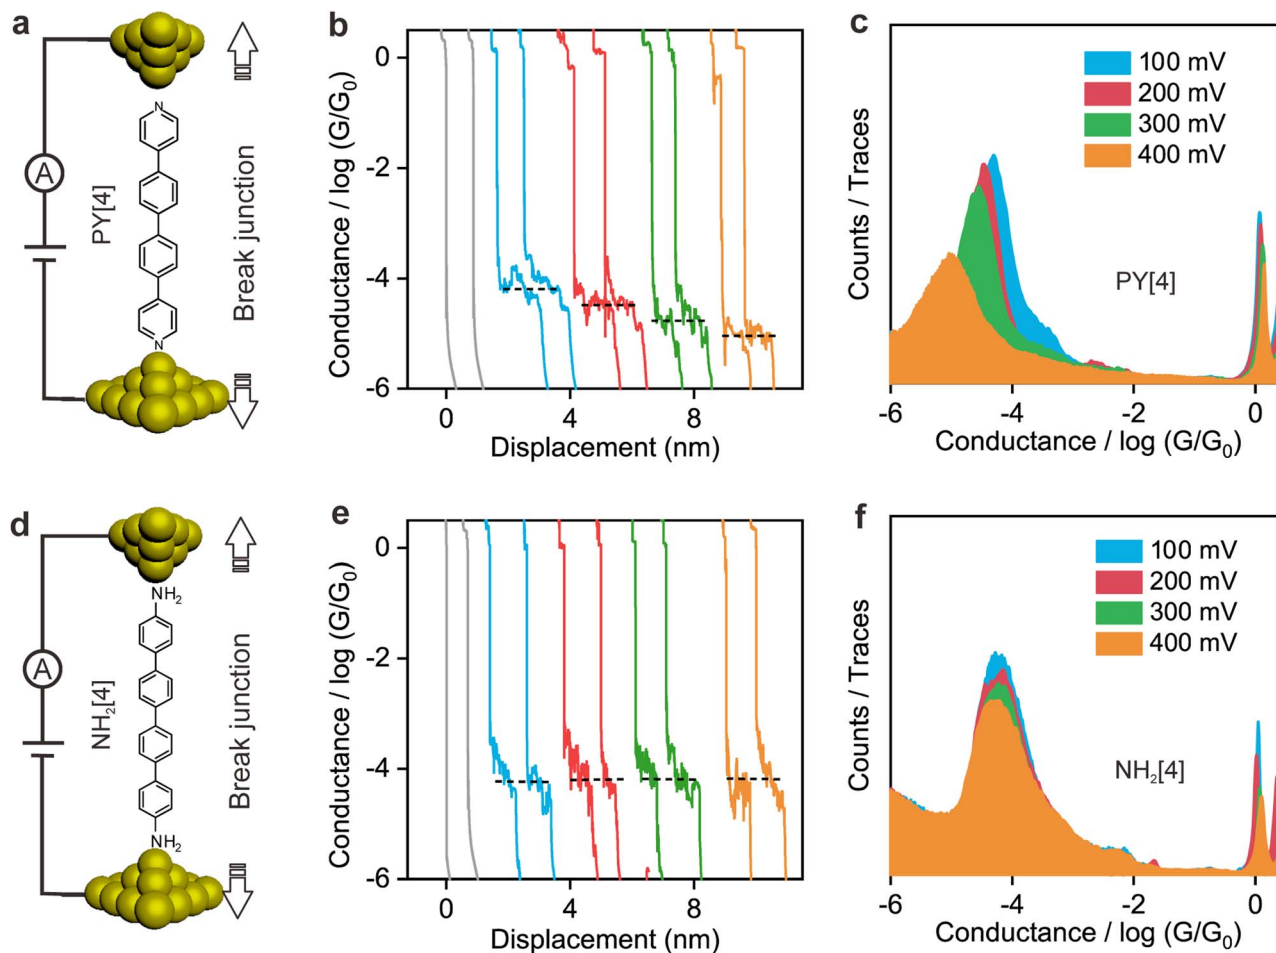 a
A
PY[4]
N
N
Break junction
b
Conductance / log (G/G₀)
0
-2
-4
-6
0
4
8
Displacement (nm)
c
Counts / Traces
100 mV
200 mV
300 mV
400 mV
PY[4]
-6
-4
-2
0
Conductance / log (G/G₀)
d
A
NH₂[4]
NH₂
NH₂
Break junction
e
Conductance / log (G/G₀)
0
-2
-4
-6
0
4
8
Displacement (nm)
f
Counts / Traces
100 mV
200 mV
300 mV
400 mV
NH₂[4]
-6
-4
-2
0
Conductance / log (G/G₀)